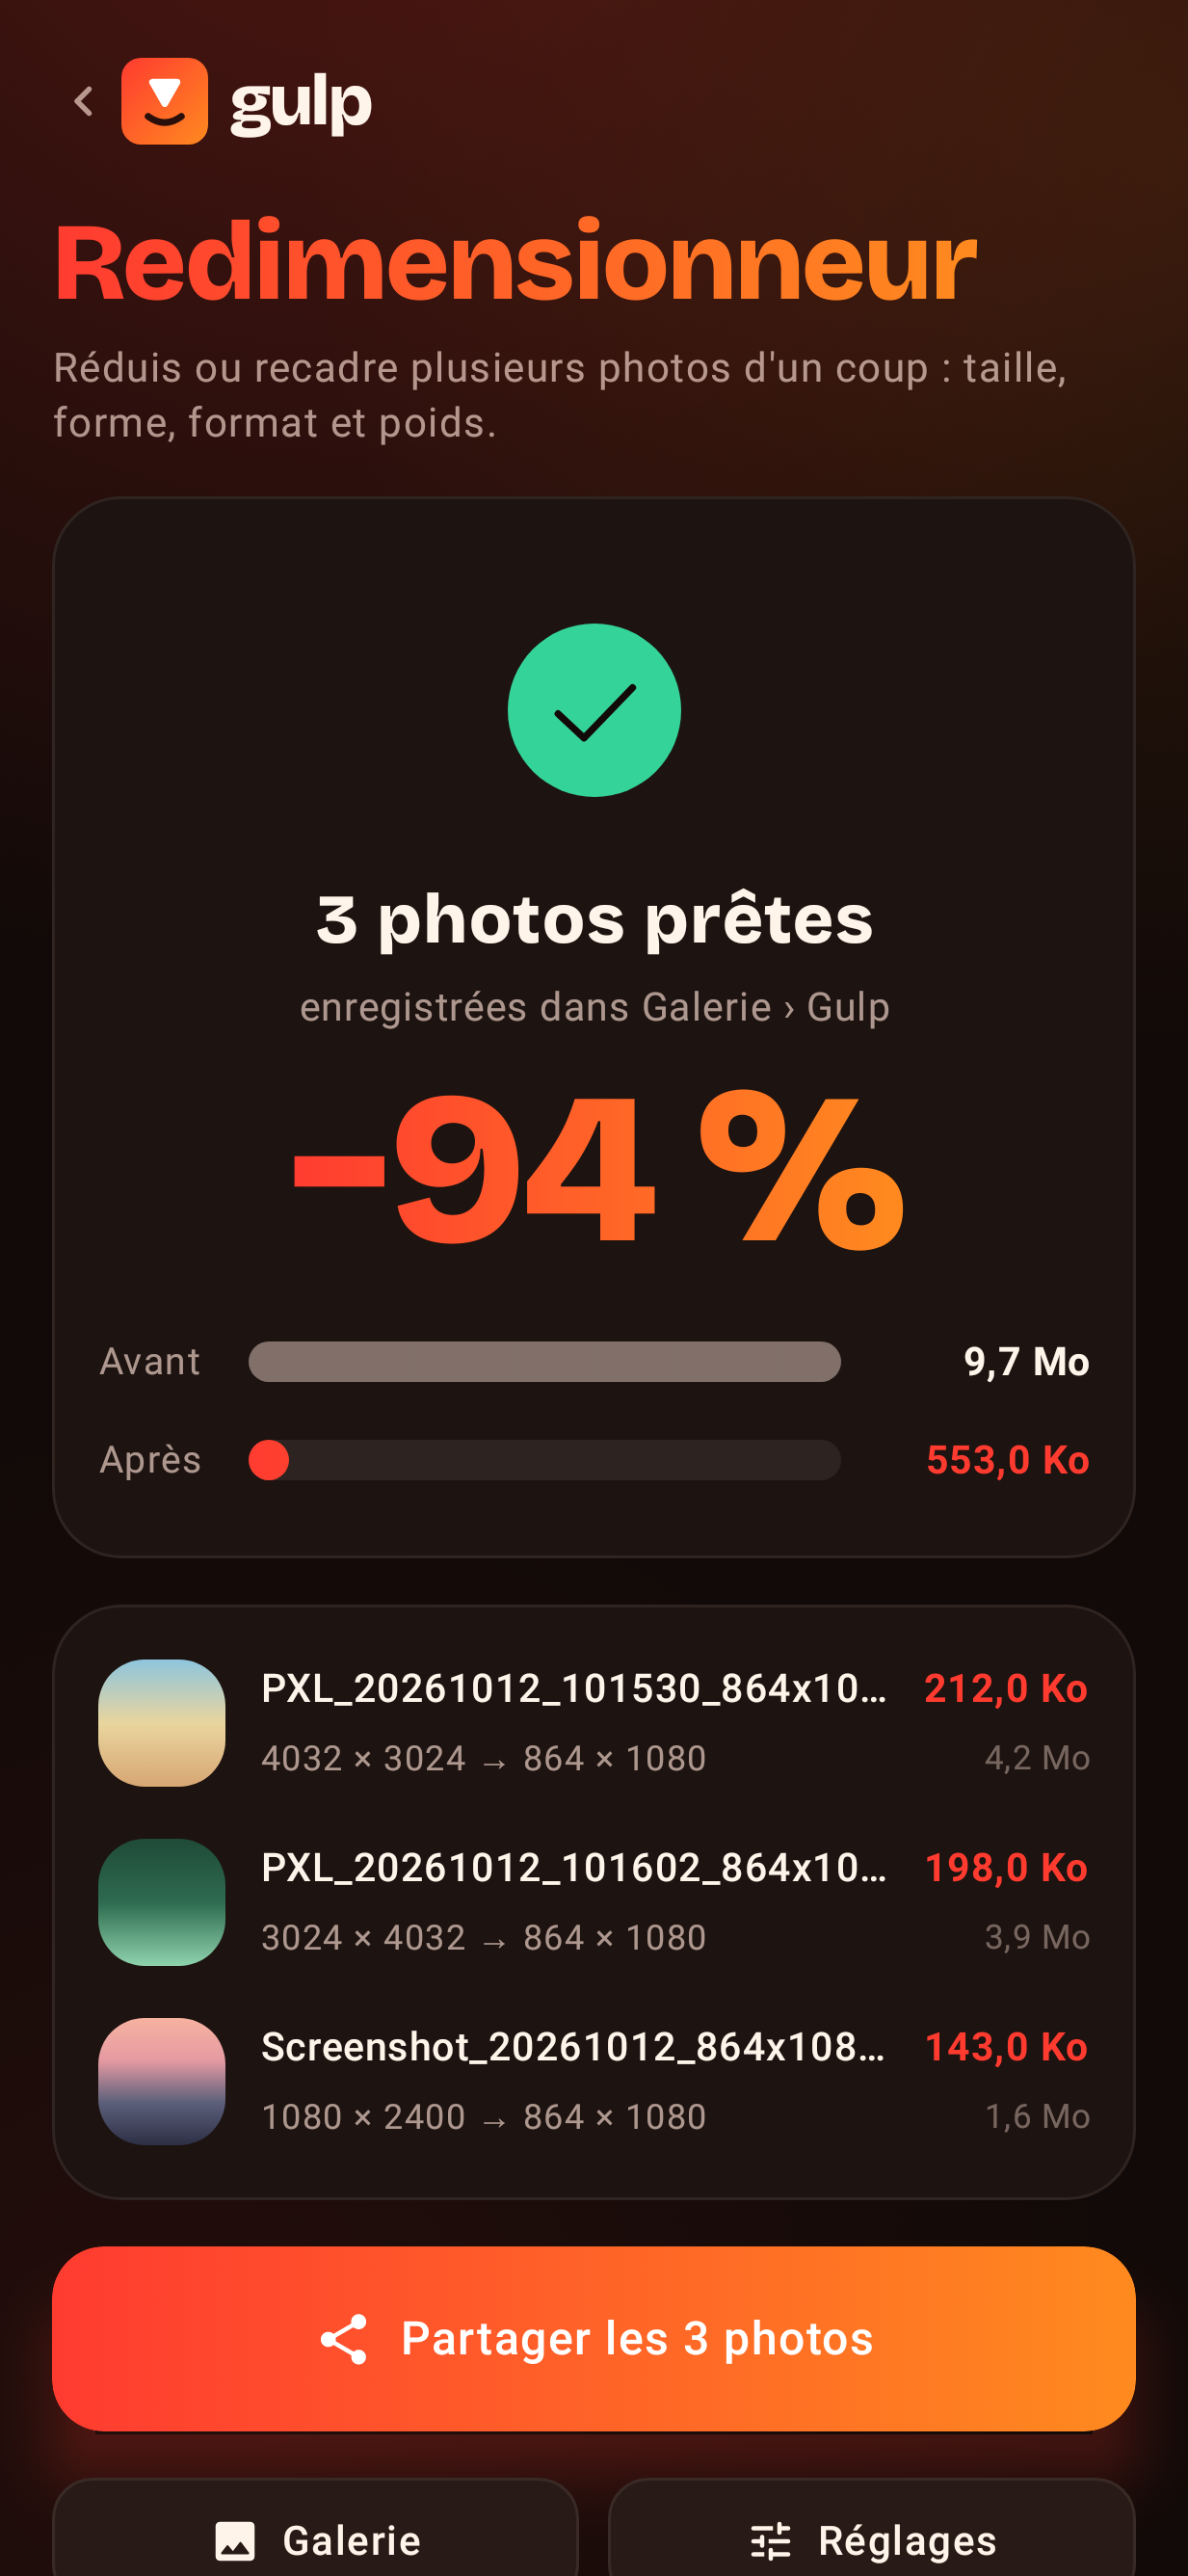 gulp
Redimensionneur
Réduis ou recadre plusieurs photos d'un coup : taille,
forme, format et poids.
3 photos prêtes
enregistrées dans Galerie › Gulp
−94 %
Avant 9,7 Mo
Après 553,0 Ko
PXL_20261012_101530_864x10… 212,0 Ko
4032 × 3024 → 864 × 1080 4,2 Mo
PXL_20261012_101602_864x10… 198,0 Ko
3024 × 4032 → 864 × 1080 3,9 Mo
Screenshot_20261012_864x108… 143,0 Ko
1080 × 2400 → 864 × 1080 1,6 Mo
Partager les 3 photos
Galerie Réglages